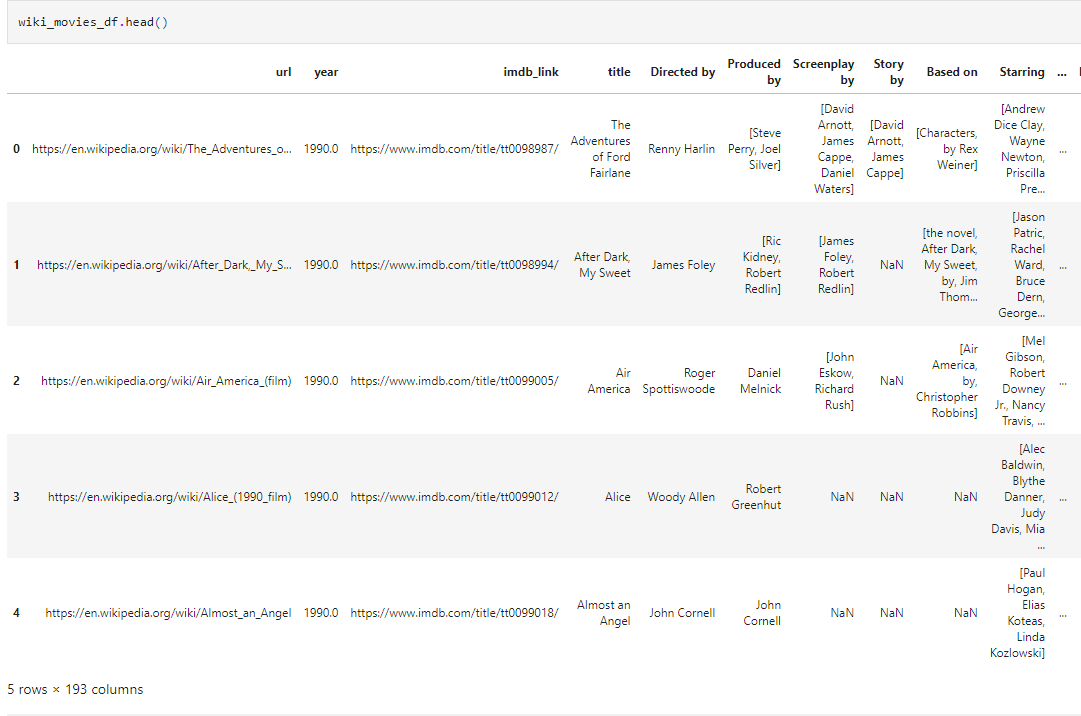 wiki_movies_df.head()
url year imdb_link title Directed by Produced by Screenplay by Story by Based on Starring ...
0 https://en.wikipedia.org/wiki/The_Adventures_o... 1990.0 https://www.imdb.com/title/tt0098987/ The Adventures of Ford Fairlane Renny Harlin [Steve Perry, Joel Silver] [David Arnott, James Cappe, Daniel Waters] [David Arnott, James Cappe] [Characters, by Rex Weiner] [Andrew Dice Clay, Wayne Newton, Priscilla Pre... ...
1 https://en.wikipedia.org/wiki/After_Dark,_My_S... 1990.0 https://www.imdb.com/title/tt0098994/ After Dark, My Sweet James Foley [Ric Kidney, Robert Redlin] [James Foley, Robert Redlin] NaN [the novel, After Dark, My Sweet, by, Jim Thom... [Jason Patric, Rachel Ward, Bruce Dern, George... ...
2 https://en.wikipedia.org/wiki/Air_America_(film) 1990.0 https://www.imdb.com/title/tt0099005/ Air America Roger Spottiswoode Daniel Melnick [John Eskow, Richard Rush] NaN [Air America, by, Christopher Robbins] [Mel Gibson, Robert Downey Jr., Nancy Travis, ... ...
3 https://en.wikipedia.org/wiki/Alice_(1990_film) 1990.0 https://www.imdb.com/title/tt0099012/ Alice Woody Allen Robert Greenhut NaN NaN NaN [Alec Baldwin, Blythe Danner, Judy Davis, Mia ... ...
4 https://en.wikipedia.org/wiki/Almost_an_Angel 1990.0 https://www.imdb.com/title/tt0099018/ Almost an Angel John Cornell John Cornell NaN NaN NaN [Paul Hogan, Elias Koteas, Linda Kozlowski] ...
5 rows × 193 columns